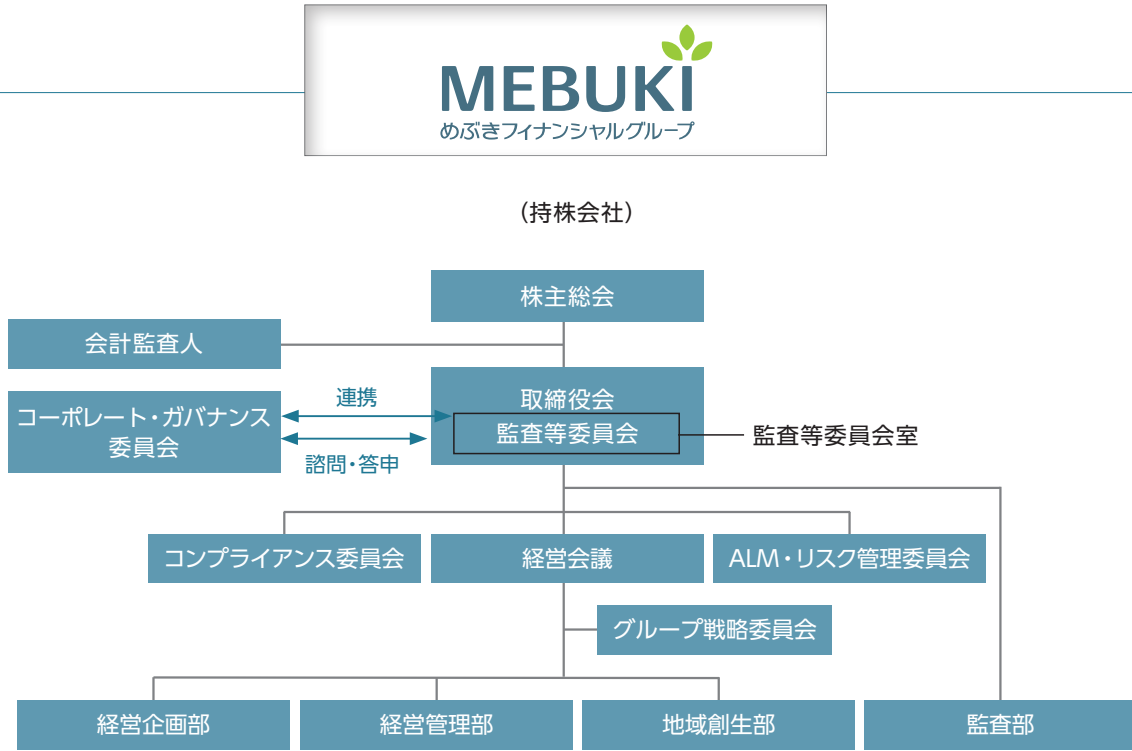 MEBUKI
めぶきフィナンシャルグループ
(持株会社)
株主総会
会計監査人
コーポレート・ガバナンス
委員会
連携
諮問・答申
取締役会
監査等委員会
監査等委員会室
コンプライアンス委員会
経営会議
ALM・リスク管理委員会
グループ戦略委員会
経営企画部
経営管理部
地域創生部
監査部